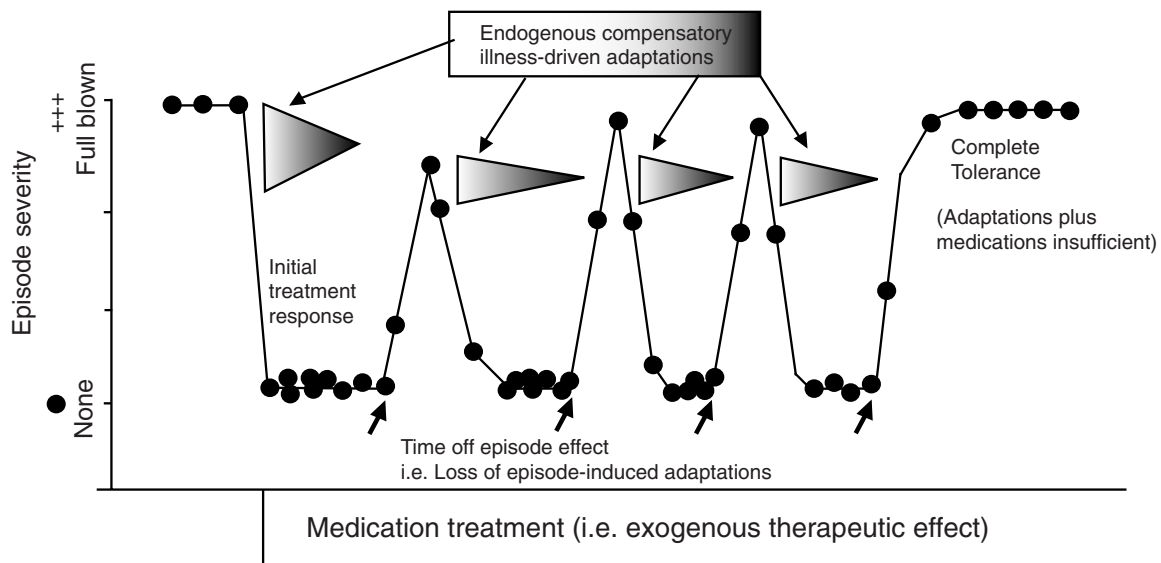 Endogenous compensatory
illness-driven adaptations
Episode severity
+++
Full blown
None
Initial
treatment
response
Complete
Tolerance
(Adaptations plus
medications insufficient)
Time off episode effect
i.e. Loss of episode-induced adaptations
Medication treatment (i.e. exogenous therapeutic effect)